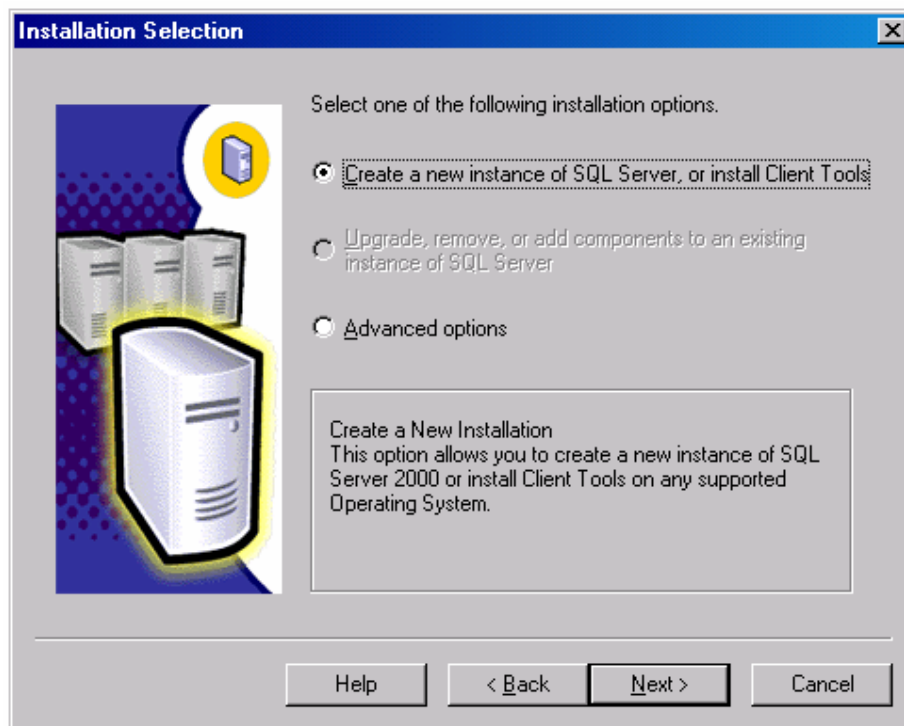 Installation Selection
Select one of the following installation options.
Create a new instance of SQL Server, or install Client Tools
Upgrade, remove, or add components to an existing
instance of SQL Server
Advanced options
Create a New Installation
This option allows you to create a new instance of SQL
Server 2000 or install Client Tools on any supported
Operating System.
Help
< Back
Next >
Cancel